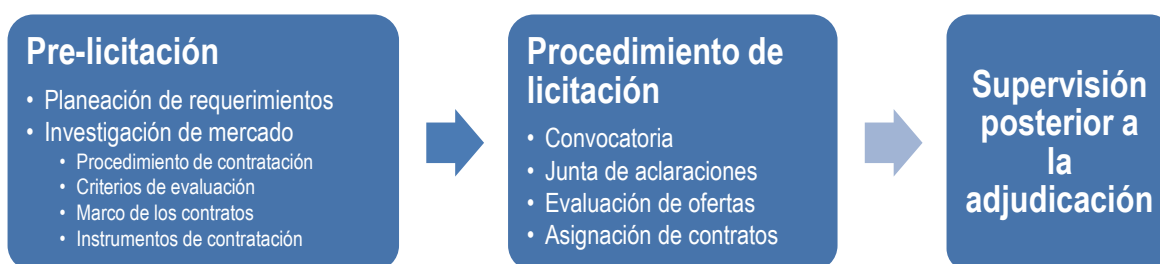 Pre-licitación
• Planeación de requerimientos
• Investigación de mercado
• Procedimiento de contratación
• Criterios de evaluación
• Marco de los contratos
• Instrumentos de contratación
Procedimiento de
licitación
• Convocatoria
• Junta de aclaraciones
• Evaluación de ofertas
• Asignación de contratos
Supervisión
posterior a
la
adjudicación